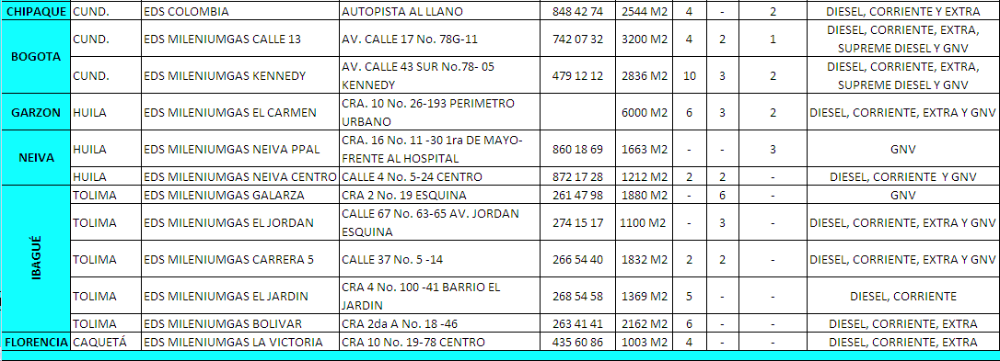 CHIPAQUE CUND. EDS COLOMBIA AUTOPISTA AL LLANO 848 42 74 2544 M2 4 - 2 DIESEL, CORRIENTE Y EXTRA
BOGOTA
CUND. EDS MILENIUMGAS CALLE 13 AV. CALLE 17 No. 78G-11 742 07 32 3200 M2 4 2 1 DIESEL, CORRIENTE, EXTRA,
SUPREME DIESEL Y GNV
CUND. EDS MILENIUMGAS KENNEDY AV. CALLE 43 SUR No.78- 05
KENNEDY 479 12 12 2836 M2 10 3 2 DIESEL, CORRIENTE, EXTRA,
SUPREME DIESEL Y GNV
GARZON HUILA EDS MILENIUMGAS EL CARMEN CRA. 10 No. 26-193 PERIMETRO
URBANO 6000 M2 6 3 2 DIESEL, CORRIENTE, EXTRA Y GNV
NEIVA
HUILA EDS MILENIUMGAS NEIVA PPAL CRA. 16 No. 11 -30 1ra DE MAYO-
FRENTE AL HOSPITAL 860 18 69 1663 M2 - - 3 GNV
HUILA EDS MILENIUMGAS NEIVA CENTRO CALLE 4 No. 5-24 CENTRO 872 17 28 1212 M2 2 2 - DIESEL, CORRIENTE Y GNV
IBAGUÉ
TOLIMA EDS MILENIUMGAS GALARZA CRA 2 No. 19 ESQUINA 261 47 98 1880 M2 - 6 - GNV
TOLIMA EDS MILENIUMGAS EL JORDAN CALLE 67 No. 63-65 AV. JORDAN
ESQUINA 274 15 17 1100 M2 - 3 - DIESEL, CORRIENTE, EXTRA Y GNV
TOLIMA EDS MILENIUMGAS CARRERA 5 CALLE 37 No. 5 -14 266 54 40 1832 M2 2 2 - DIESEL, CORRIENTE, EXTRA Y GNV
TOLIMA EDS MILENIUMGAS EL JARDIN CRA 4 No. 100 -41 BARRIO EL
JARDIN 268 54 58 1369 M2 5 - - DIESEL, CORRIENTE
TOLIMA EDS MILENIUMGAS BOLIVAR CRA 2da A No. 18 -46 263 41 41 2162 M2 6 - - DIESEL, CORRIENTE, EXTRA
FLORENCIA CAQUETÁ EDS MILENIUMGAS LA VICTORIA CRA 10 No. 19-78 CENTRO 435 60 86 1003 M2 4 - - DIESEL, CORRIENTE, EXTRA